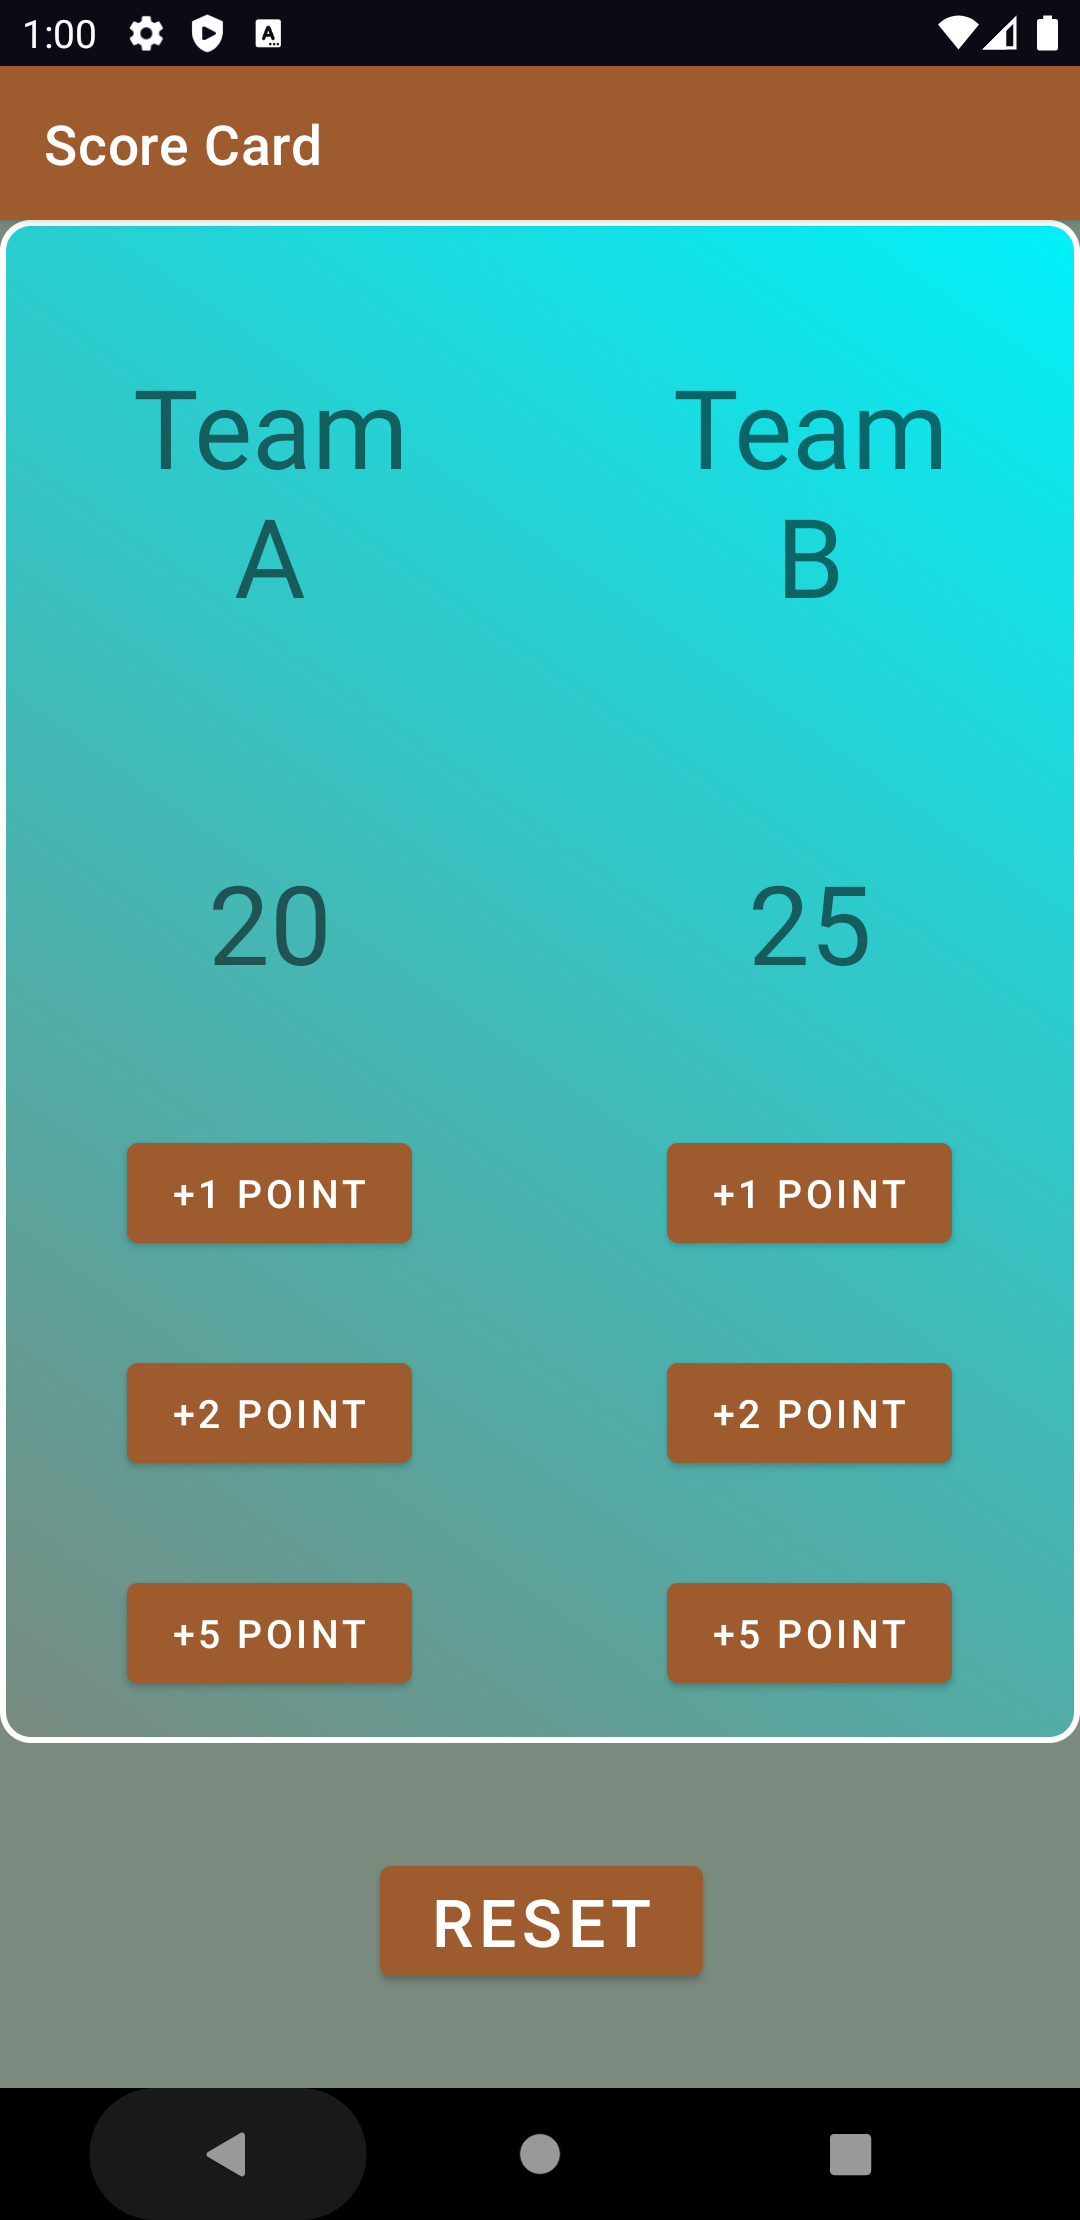 1:00
Score Card
Team
A
Team
B
20
25
+1 POINT
+1 POINT
+2 POINT
+2 POINT
+5 POINT
+5 POINT
RESET